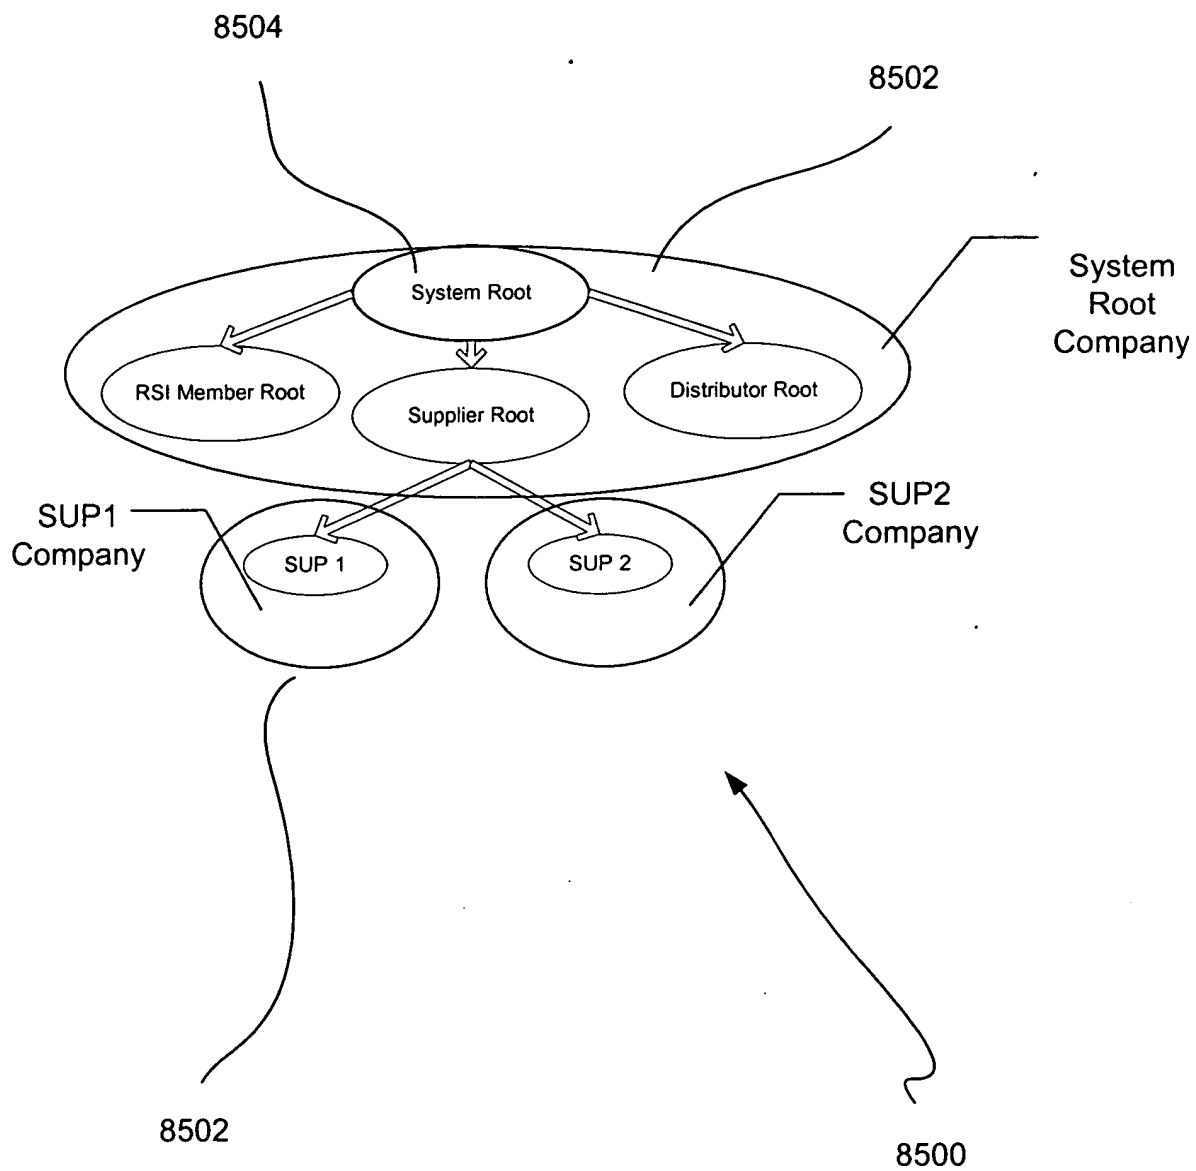 8504
8502
System Root
System
Root
Company
RSI Member Root
Supplier Root
Distributor Root
SUP1
Company
SUP2
Company
SUP 1
SUP 2
8502
8500